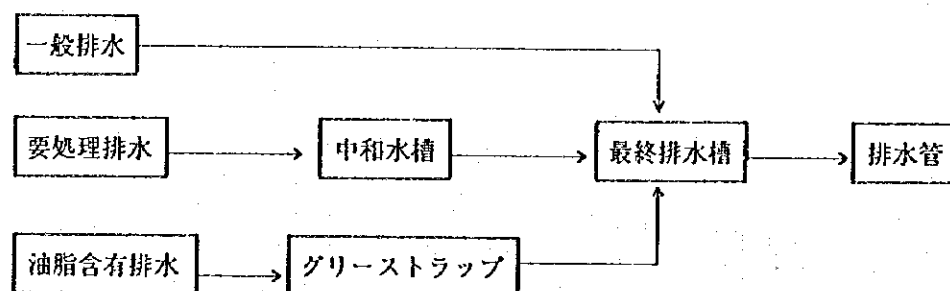 一般排水
要処理排水
中和水槽
最終排水槽
排水管
油脂含有排水
グリーストラップ